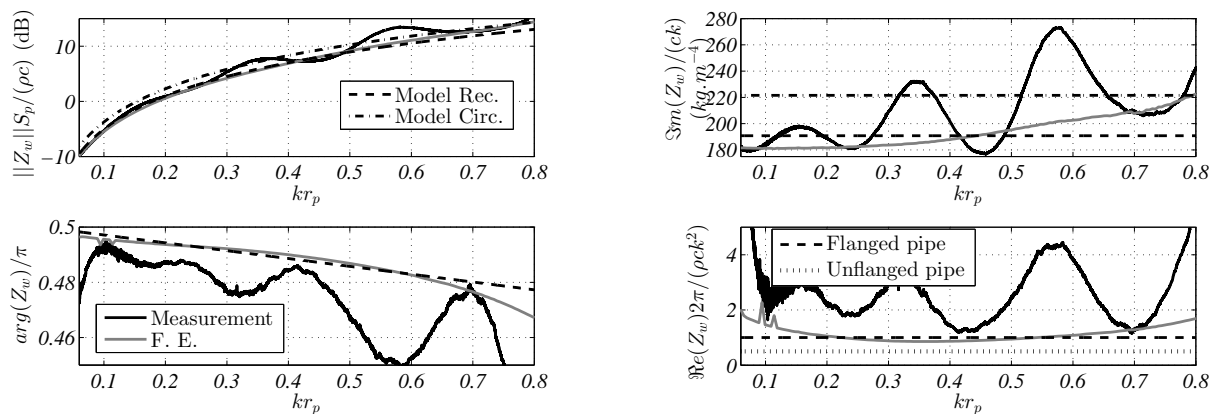 ||Z_w||S_p/(ρc) (dB)
10
0
−10
Model Rec.
Model Circ.
0.1 0.2 0.3 0.4 0.5 0.6 0.7 0.8
kr_p
ℑm(Z_w)/(ck)
(kg.m^{−4})
280
260
240
220
200
180
0.1 0.2 0.3 0.4 0.5 0.6 0.7 0.8
kr_p
arg(Z_w)/π
0.5
0.48
0.46
Measurement
F. E.
0.1 0.2 0.3 0.4 0.5 0.6 0.7 0.8
kr_p
ℜe(Z_w)2π/(ρck²)
4
2
0
Flanged pipe
Unflanged pipe
0.1 0.2 0.3 0.4 0.5 0.6 0.7 0.8
kr_p